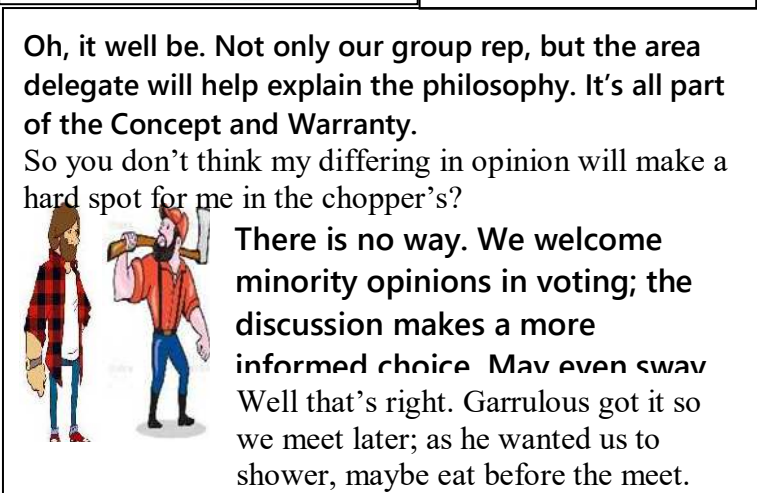 Oh, it well be. Not only our group rep, but the area
delegate will help explain the philosophy. It’s all part
of the Concept and Warranty.
So you don’t think my differing in opinion will make a
hard spot for me in the chopper’s?
There is no way. We welcome
minority opinions in voting; the
discussion makes a more
informed choice. May even sway
Well that’s right. Garrulous got it so
we meet later; as he wanted us to
shower, maybe eat before the meet.